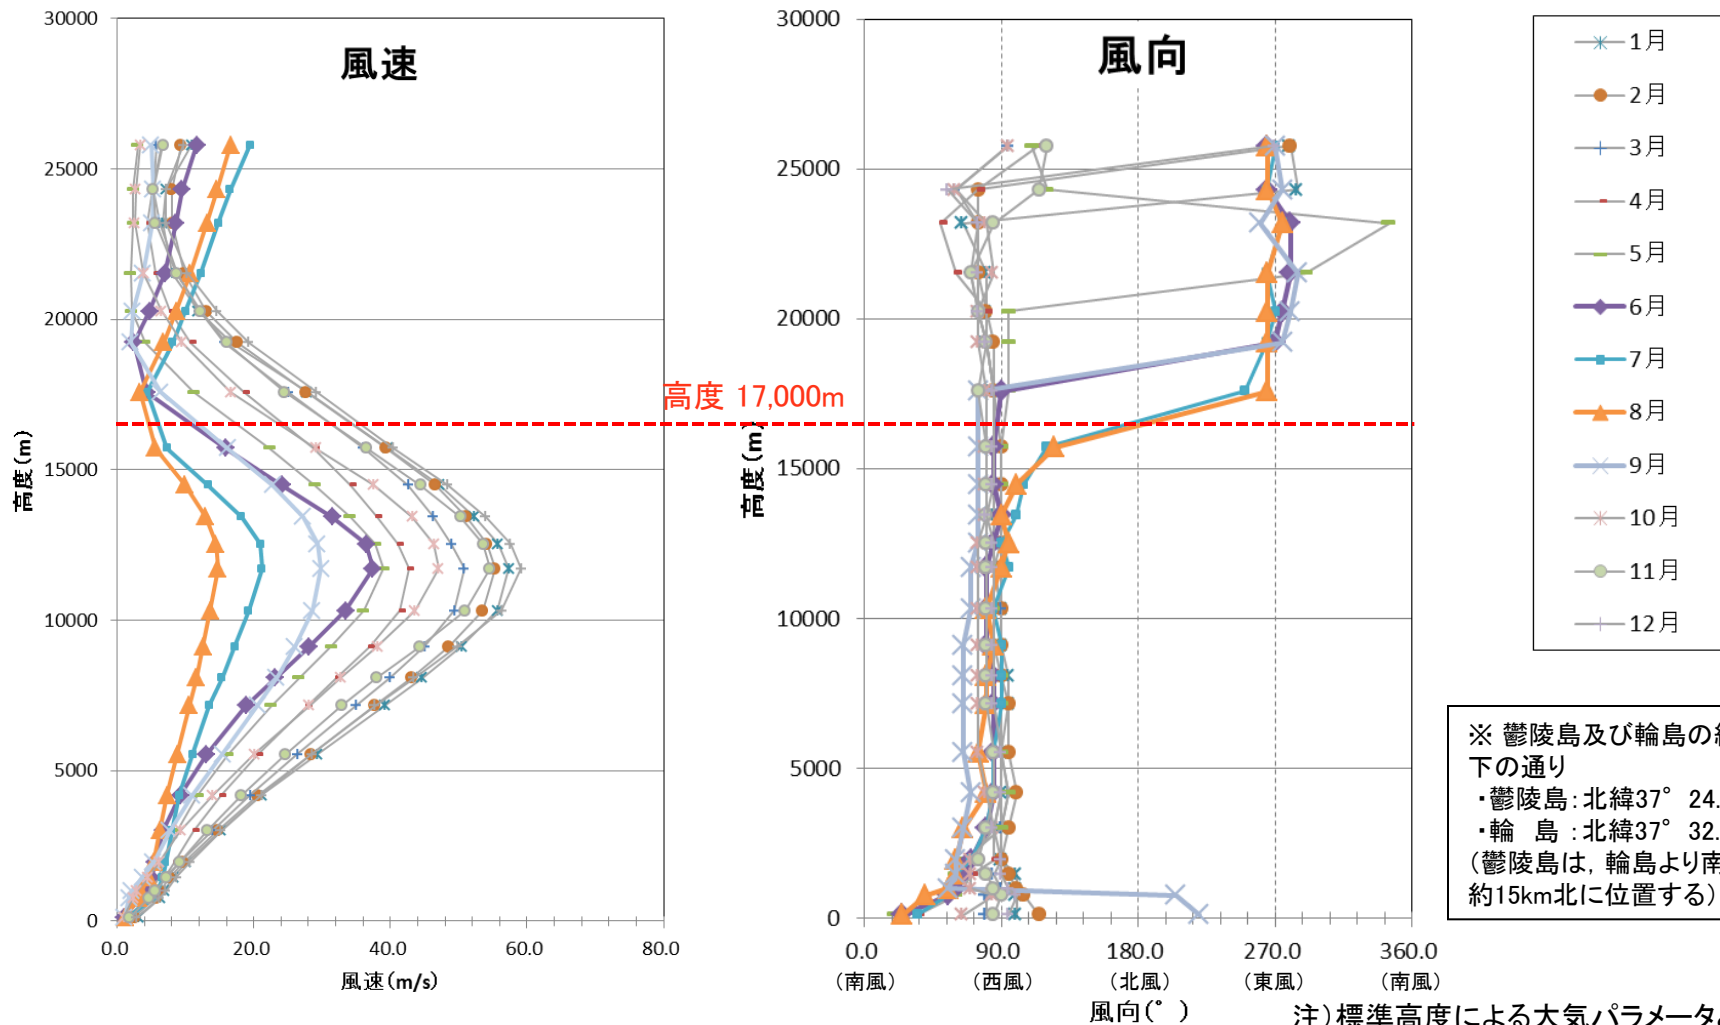 風速
30000
25000
20000
15000
10000
5000
0
高度(m)
0.0
20.0
40.0
60.0
80.0
風速(m/s)
高度 17,000m
風向
30000
25000
20000
15000
10000
5000
0
高度(m)
0.0
90.0
180.0
270.0
360.0
(南風)
(西風)
(北風)
(東風)
(南風)
風向(° )
1月
2月
3月
4月
5月
6月
7月
8月
9月
10月
11月
12月
※ 鬱陵島及び輪島の
下の通り
・鬱陵島:北緯37° 24.
・輪 島 :北緯37° 32.
(鬱陵島は, 輪島より南
約15km北に位置する)
注)標準高度による大気パラメータ